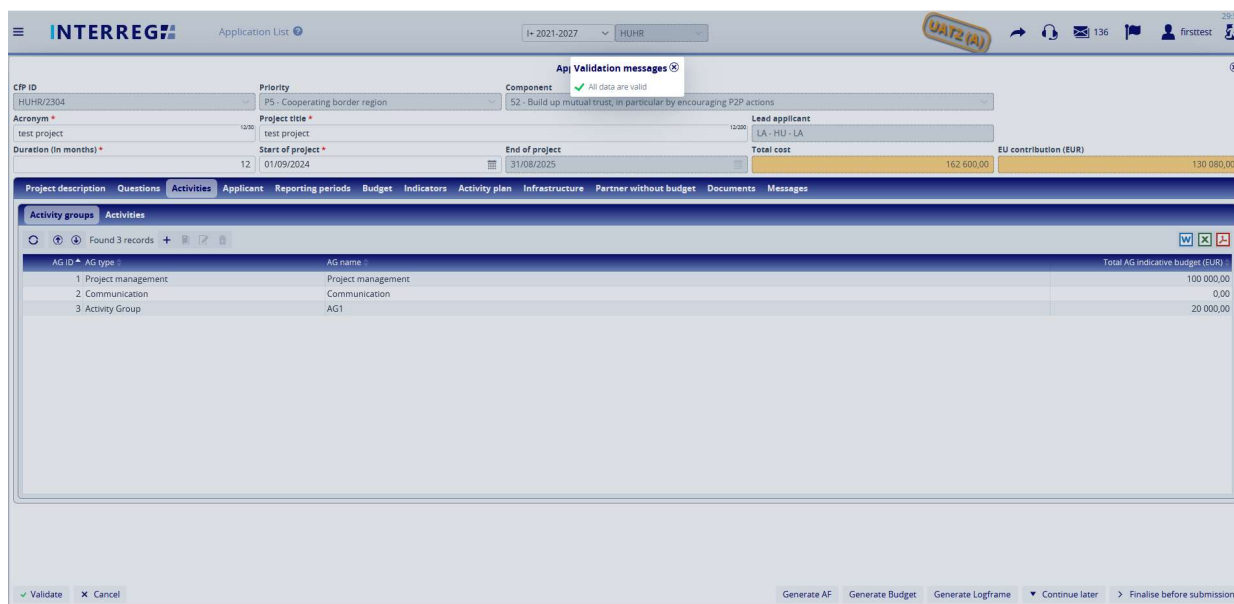 29
INTERREG
Application List
I+ 2021-2027 HUHR
UAT2 (A)
136
firsttest
Validation messages
All data are valid
CfP ID Priority Component
HUHR/2304 P5 - Cooperating border region 52 - Build up mutual trust, in particular by encouraging P2P actions
Acronym * Project title * Lead applicant
test project 12/30 test project 12/200 LA - HU - LA
Duration (In months) * Start of project * End of project Total cost EU contribution (EUR)
12 01/09/2024 31/08/2025 162 600,00 130 080,00
Project description Questions Activities Applicant Reporting periods Budget Indicators Activity plan Infrastructure Partner without budget Documents Messages
Activity groups Activities
Found 3 records
AG ID AG type AG name Total AG indicative budget (EUR)
1 Project management Project management 100 000,00
2 Communication Communication 0,00
3 Activity Group AG1 20 000,00
Validate Cancel Generate AF Generate Budget Generate Logframe Continue later Finalise before submission